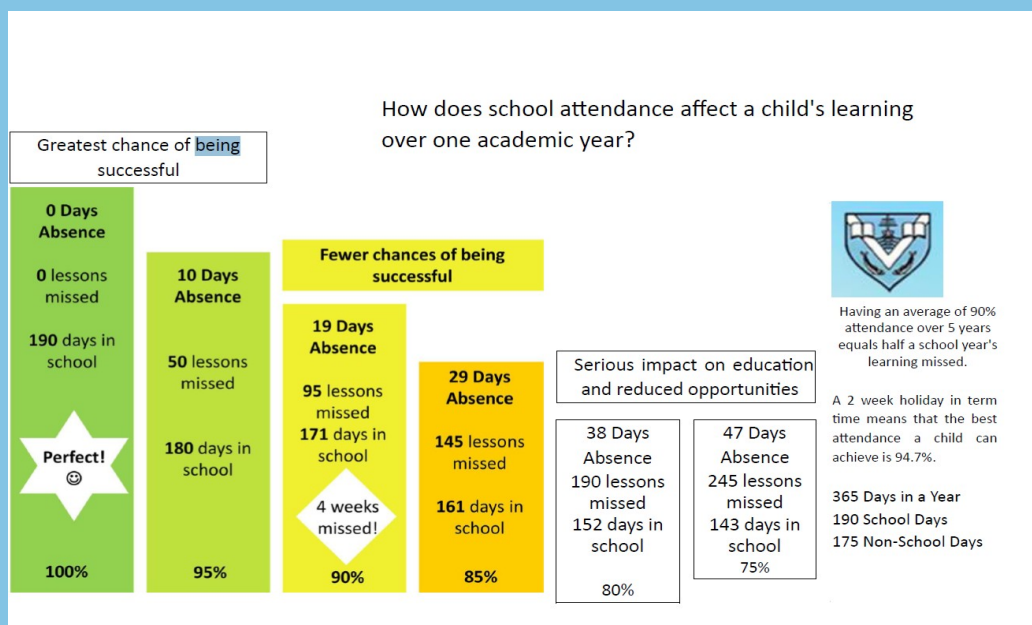 How does school attendance affect a child's learning
over one academic year?
Greatest chance of being
successful
0 Days
Absence
0 lessons
missed
190 days in
school
Perfect!
100%
10 Days
Absence
50 lessons
missed
180 days in
school
95%
Fewer chances of being
successful
19 Days
Absence
95 lessons
missed
171 days in
school
4 weeks
missed!
90%
29 Days
Absence
145 lessons
missed
161 days in
school
85%
Serious impact on education
and reduced opportunities
38 Days
Absence
190 lessons
missed
152 days in
school
80%
47 Days
Absence
245 lessons
missed
143 days in
school
75%
Having an average of 90%
attendance over 5 years
equals half a school year's
learning missed.
A 2 week holiday in term
time means that the best
attendance a child can
achieve is 94.7%.
365 Days in a Year
190 School Days
175 Non-School Days